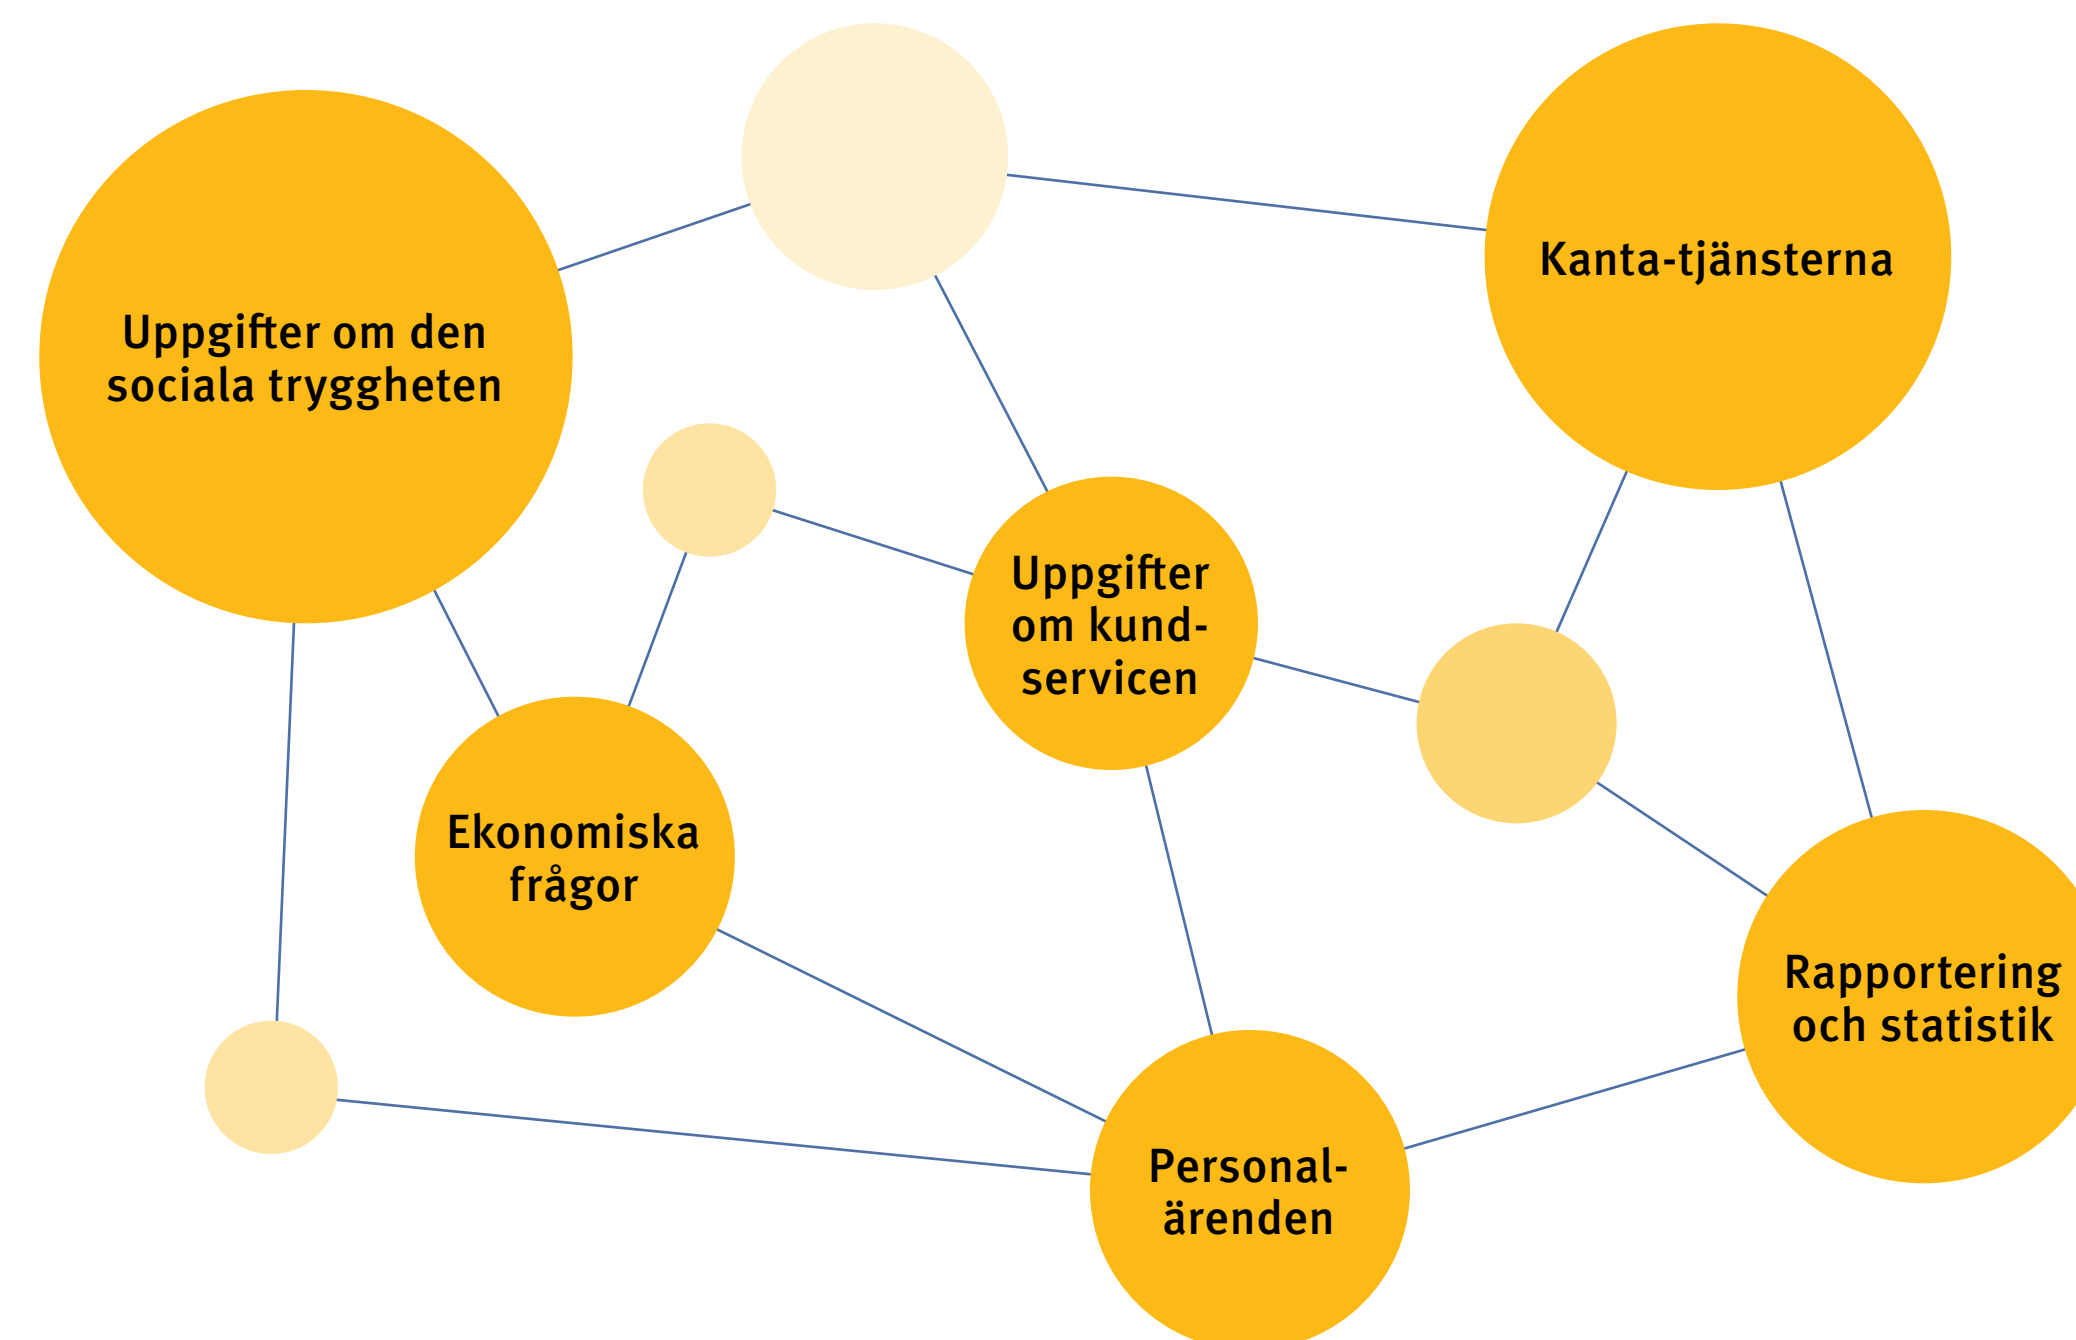 Kanta-tjänsterna
Uppgifter om den
sociala tryggheten
Uppgifter
om kund-
servicen
Ekonomiska
frågor
Rapportering
och statistik
Personal-
ärenden